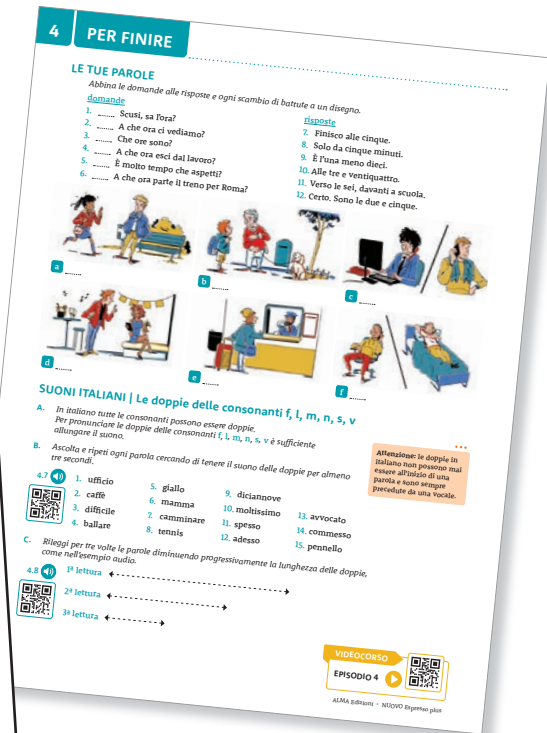 4 PER FINIRE
LE TUE PAROLE
Abbina le domande alle risposte e ogni scambio di battute a un disegno.
domande
1. ...... Scusi, sa l'ora?
2. ...... A che ora ci vediamo?
3. ...... Che ore sono?
4. ...... A che ora esci dal lavoro?
5. ...... È molto tempo che aspetti?
6. ...... A che ora parte il treno per Roma?
risposte
7. Finisco alle cinque.
8. Solo da cinque minuti.
9. È l'una meno dieci.
10. Alle tre e ventiquattro.
11. Verso le sei, davanti a scuola.
12. Certo. Sono le due e cinque.
a ......
b ......
c ......
d ......
e ......
f ......
SUONI ITALIANI | Le doppie delle consonanti f, l, m, n, s, v
A. In italiano tutte le consonanti possono essere doppie.
Per pronunciare le doppie delle consonanti f, l, m, n, s, v è sufficiente
allungare il suono.
Attenzione: le doppie in
italiano non possono mai
essere all'inizio di una
parola e sono sempre
precedute da una vocale.
B. Ascolta e ripeti ogni parola cercando di tenere il suono delle doppie per almeno
tre secondi.
4.7
1. ufficio
2. caffè
3. difficile
4. ballare
5. giallo
6. mamma
7. camminare
8. tennis
9. diciannove
10. moltissimo
11. spesso
12. adesso
13. avvocato
14. commesso
15. pennello
C. Rileggi per tre volte le parole diminuendo progressivamente la lunghezza delle doppie,
come nell'esempio audio.
4.8
1ª lettura
2ª lettura
3ª lettura
VIDEOCORSO
EPISODIO 4
ALMA Edizioni • NUOVO Espresso plus